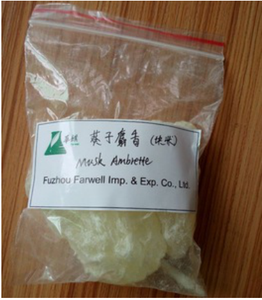 葵子麝香
Musk Ambrette
Fuzhou Farwell Imp. & Exp. Co., Ltd.